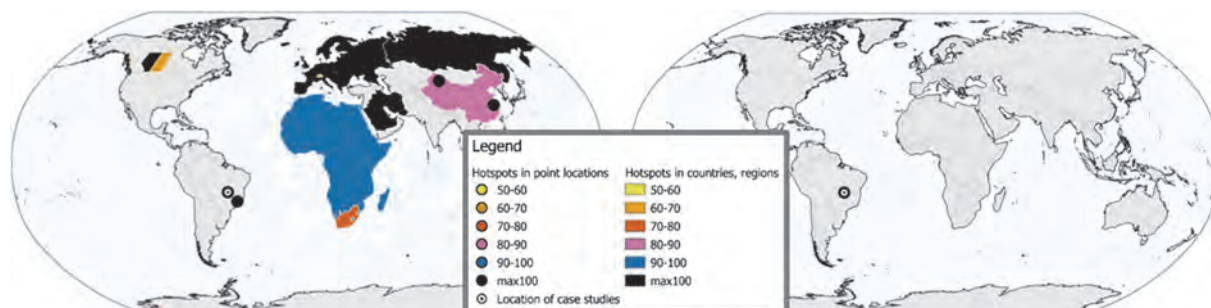 Legend
Hotspots in point locations
50-60
60-70
70-80
80-90
90-100
max100
Location of case studies
Hotspots in countries, regions
50-60
60-70
70-80
80-90
90-100
max100